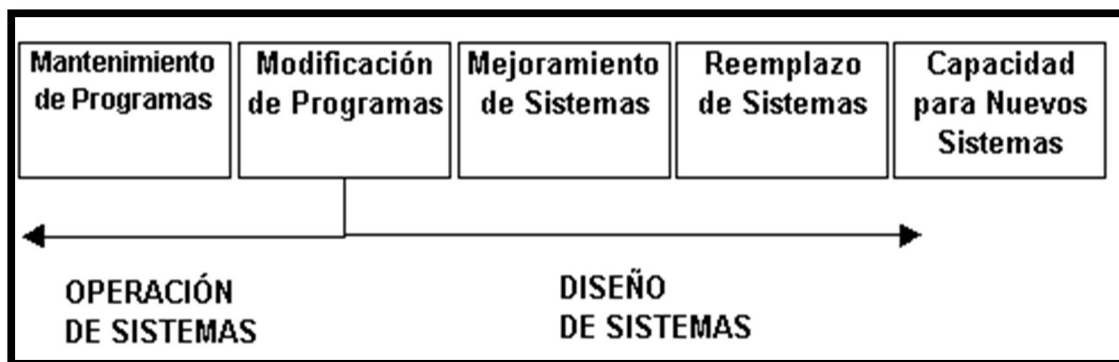 Mantenimiento
de Programas
Modificación
de Programas
Mejoramiento
de Sistemas
Reemplazo
de Sistemas
Capacidad
para Nuevos
Sistemas
OPERACIÓN
DE SISTEMAS
DISEÑO
DE SISTEMAS